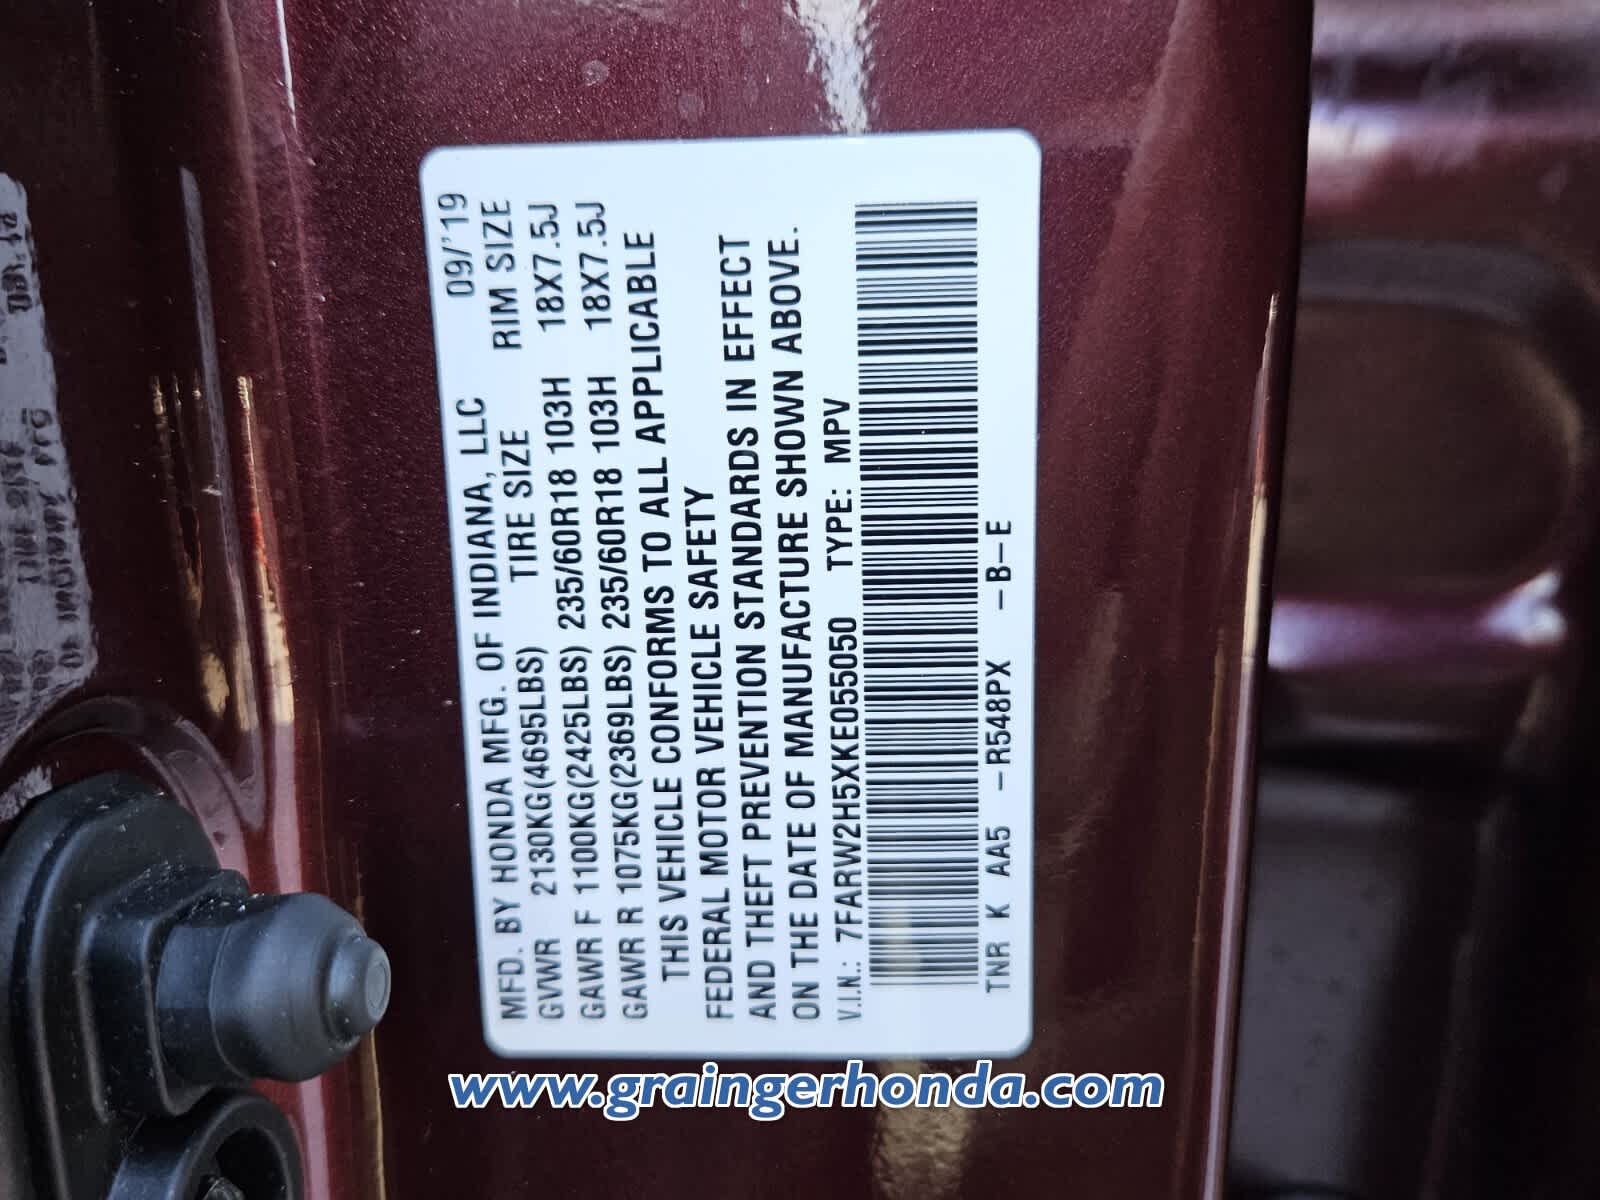 MFD. BY HONDA MFG. OF INDIANA, LLC 09/'19
TIRE SIZE RIM SIZE
GVWR 2130KG(4695LBS)
GAWR F 1100KG(2425LBS) 235/60R18 103H 18X7.5J
GAWR R 1075KG(2369LBS) 235/60R18 103H 18X7.5J
THIS VEHICLE CONFORMS TO ALL APPLICABLE
FEDERAL MOTOR VEHICLE SAFETY
AND THEFT PREVENTION STANDARDS IN EFFECT
ON THE DATE OF MANUFACTURE SHOWN ABOVE.
V.I.N.: 7FARW2H5XKE055050 TYPE: MPV
TNR K AA5 -R548PX -B-E
www.graingerhonda.com